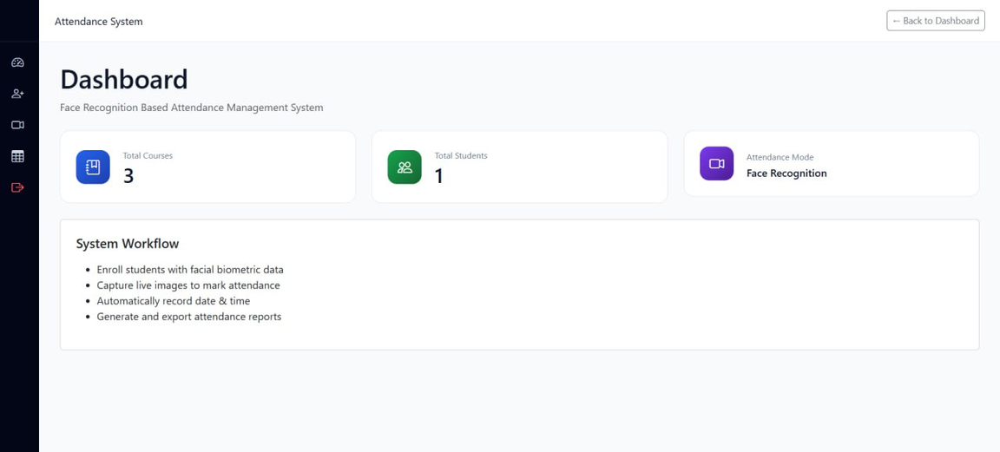 Attendance System
← Back to Dashboard
Dashboard
Face Recognition Based Attendance Management System
Total Courses
3
Total Students
1
Attendance Mode
Face Recognition
System Workflow
• Enroll students with facial biometric data
• Capture live images to mark attendance
• Automatically record date & time
• Generate and export attendance reports